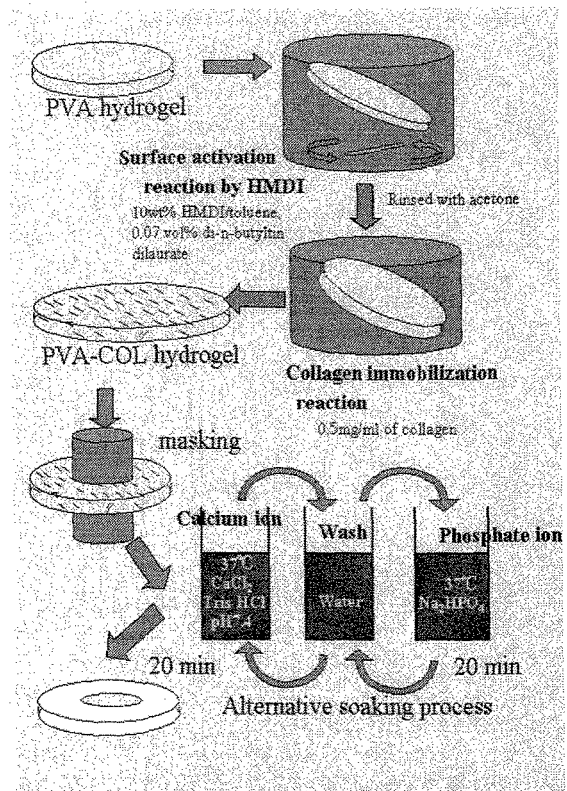 PVA hydrogel
Surface activation
reaction by HMDI
10wt% HMDI/toluene,
0.07 vol% di-n-butyltin
dilaurate
Rinsed with acetone
PVA-COL hydrogel
Collagen immobilization
reaction
0.5mg/ml of collagen
masking
Calcium ion
Wash
Phosphate ion
37℃
CaCl₂
Tris HCl
pH7.4
Water
37℃
Na₂HPO₄
20 min
20 min
Alternative soaking process